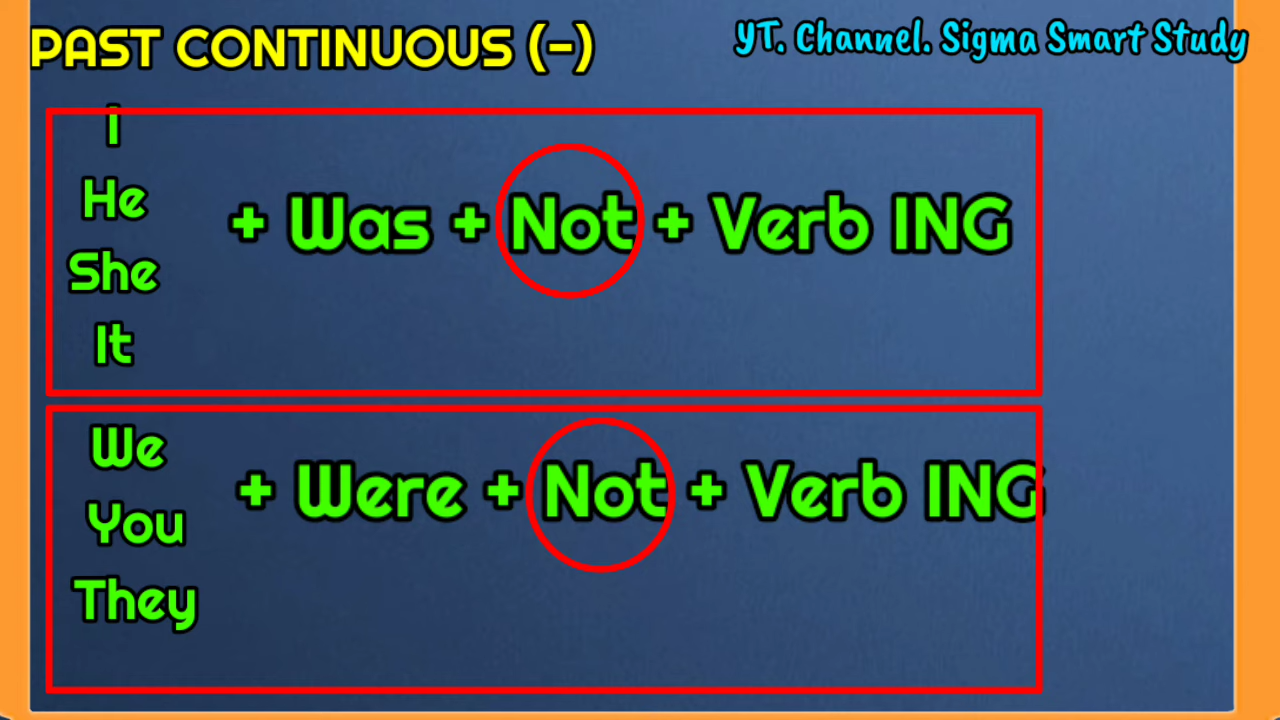 PAST CONTINUOUS (-)
YT. Channel. Sigma Smart Study
I
He
She
It
+ Was + Not + Verb ING
We
You
They
+ Were + Not + Verb ING